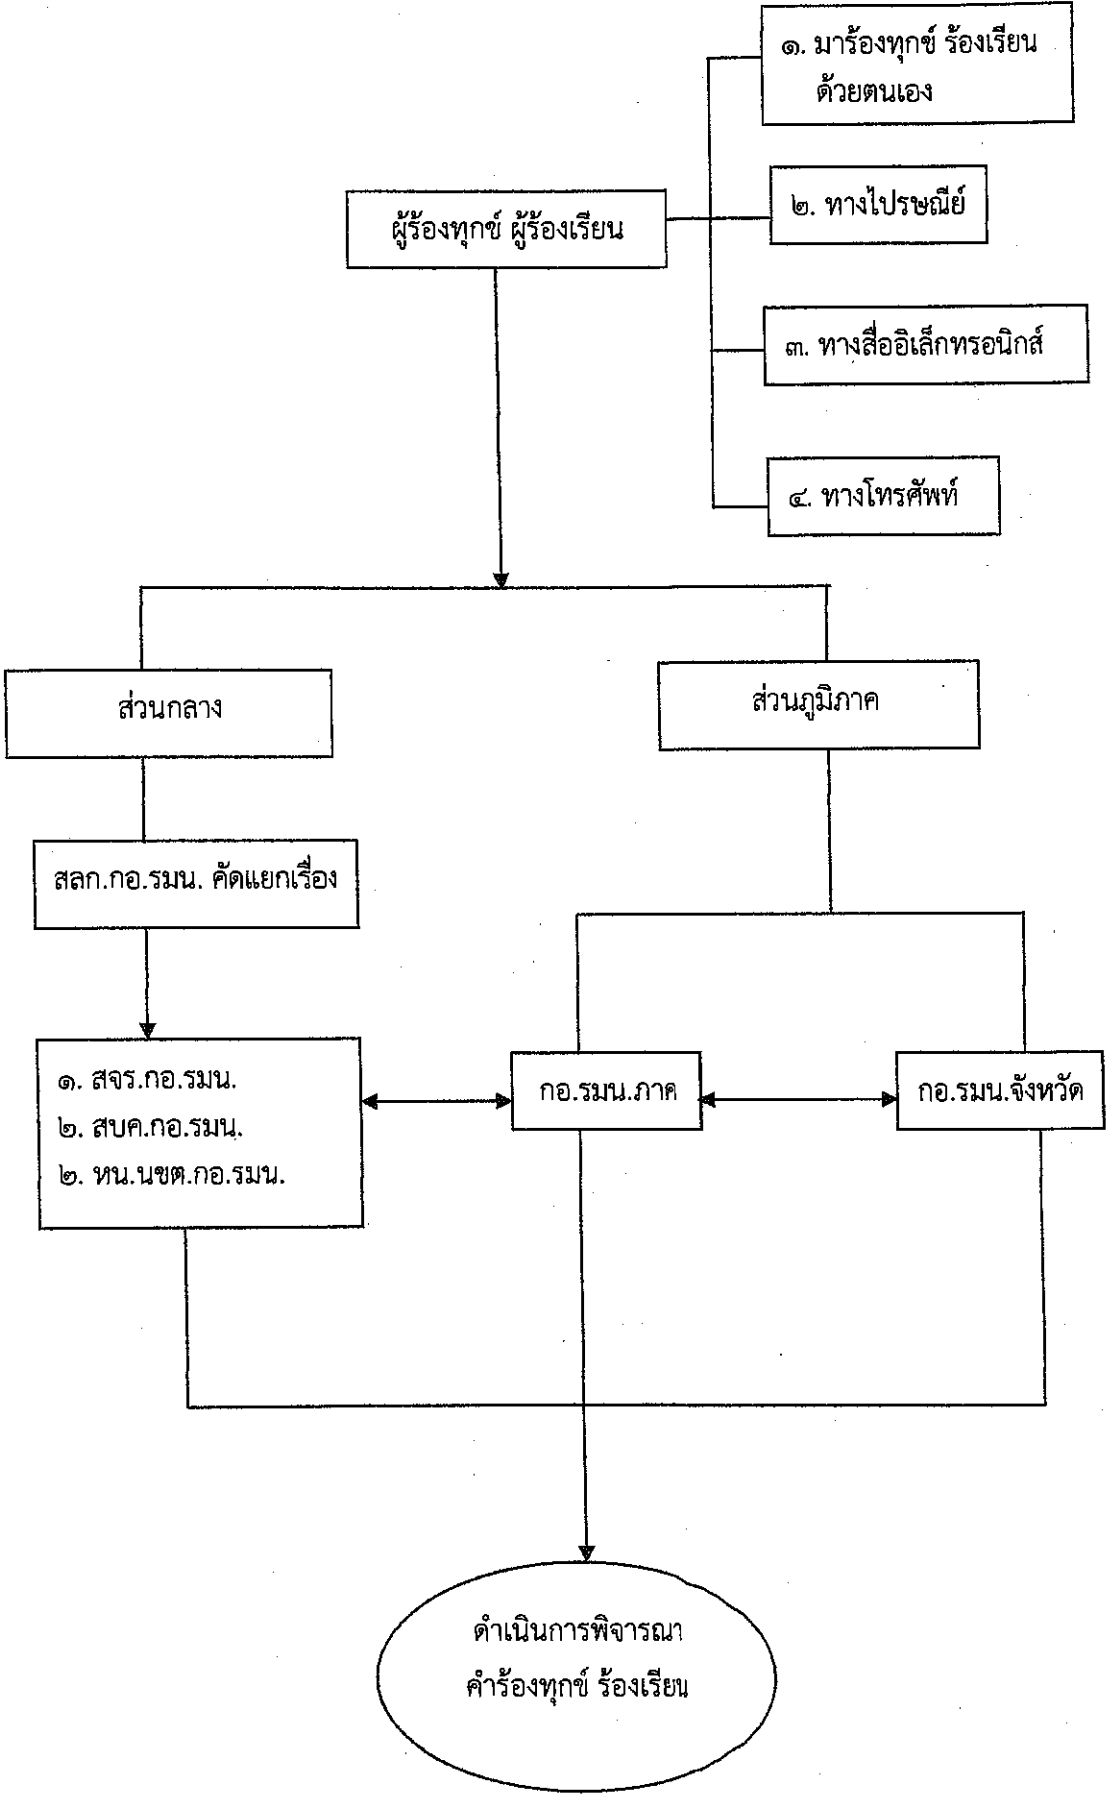 ๑. มาร้องทุกข์ ร้องเรียน
ด้วยตนเอง
๒. ทางไปรษณีย์
ผู้ร้องทุกข์ ผู้ร้องเรียน
๓. ทางสื่ออิเล็กทรอนิกส์
๔. ทางโทรศัพท์
ส่วนกลาง
ส่วนภูมิภาค
สลก.กอ.รมน. คัดแยกเรื่อง
๑. สจร.กอ.รมน.
๒. สบค.กอ.รมน.
๒. หน.นขต.กอ.รมน.
กอ.รมน.ภาค
กอ.รมน.จังหวัด
ดำเนินการพิจารณา
คำร้องทุกข์ ร้องเรียน